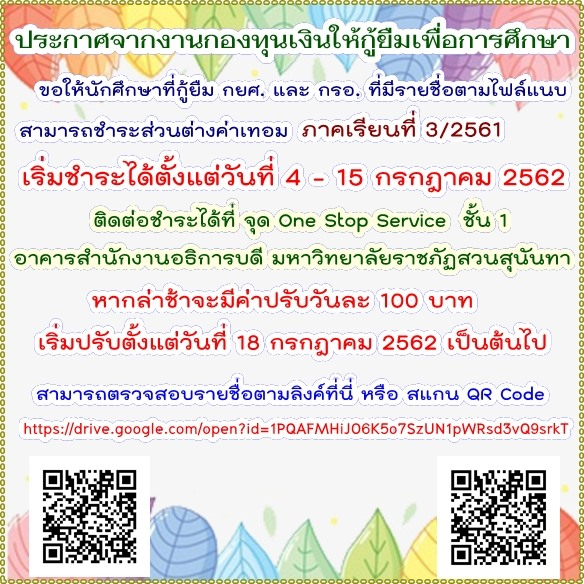 ประกาศจากงานกองทุนเงินให้กู้ยืมเพื่อการศึกษา
ขอให้นักศึกษาที่กู้ยืม กยศ. และ กรอ. ที่มีรายชื่อตามไฟล์แนบ
สามารถชำระส่วนต่างค่าเทอม ภาคเรียนที่ 3/2561
เริ่มชำระได้ตั้งแต่วันที่ 4 - 15 กรกฎาคม 2562
ติดต่อชำระได้ที่ จุด One Stop Service ชั้น 1
อาคารสำนักงานอธิการบดี มหาวิทยาลัยราชภัฏสวนสุนันทา
หากล่าช้าจะมีค่าปรับวันละ 100 บาท
เริ่มปรับตั้งแต่วันที่ 18 กรกฎาคม 2562 เป็นต้นไป
สามารถตรวจสอบรายชื่อตามลิงค์ที่นี่ หรือ สแกน QR Code
https://drive.google.com/open?id=1PQAFMHiJ06K5o7SzUN1pWRsd3vQ9srkT